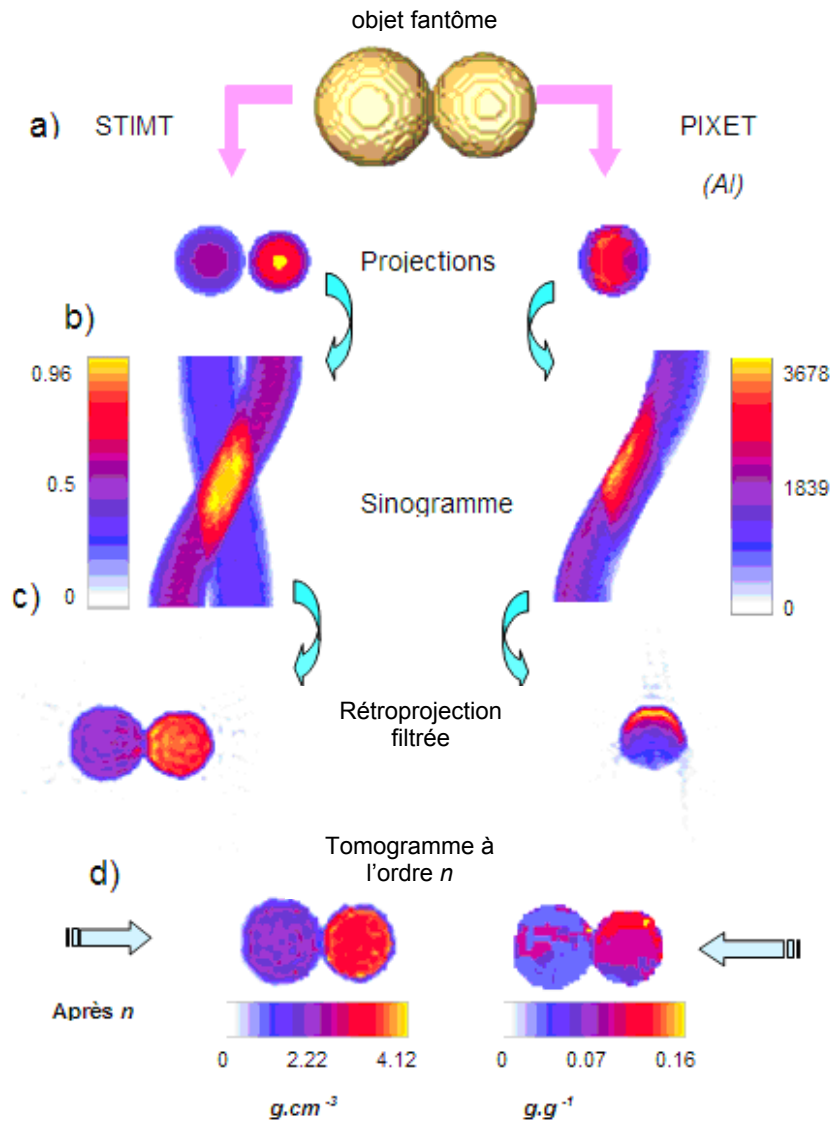 objet fantôme
a) STIMT
PIXET
(Al)
Projections
b)
0.96
0.5
0
3678
1839
0
Sinogramme
c)
Rétroprojection
filtrée
Tomogramme à
l'ordre n
d)
Après n
0 2.22 4.12
0 0.07 0.16
g.cm⁻³
g.g⁻¹